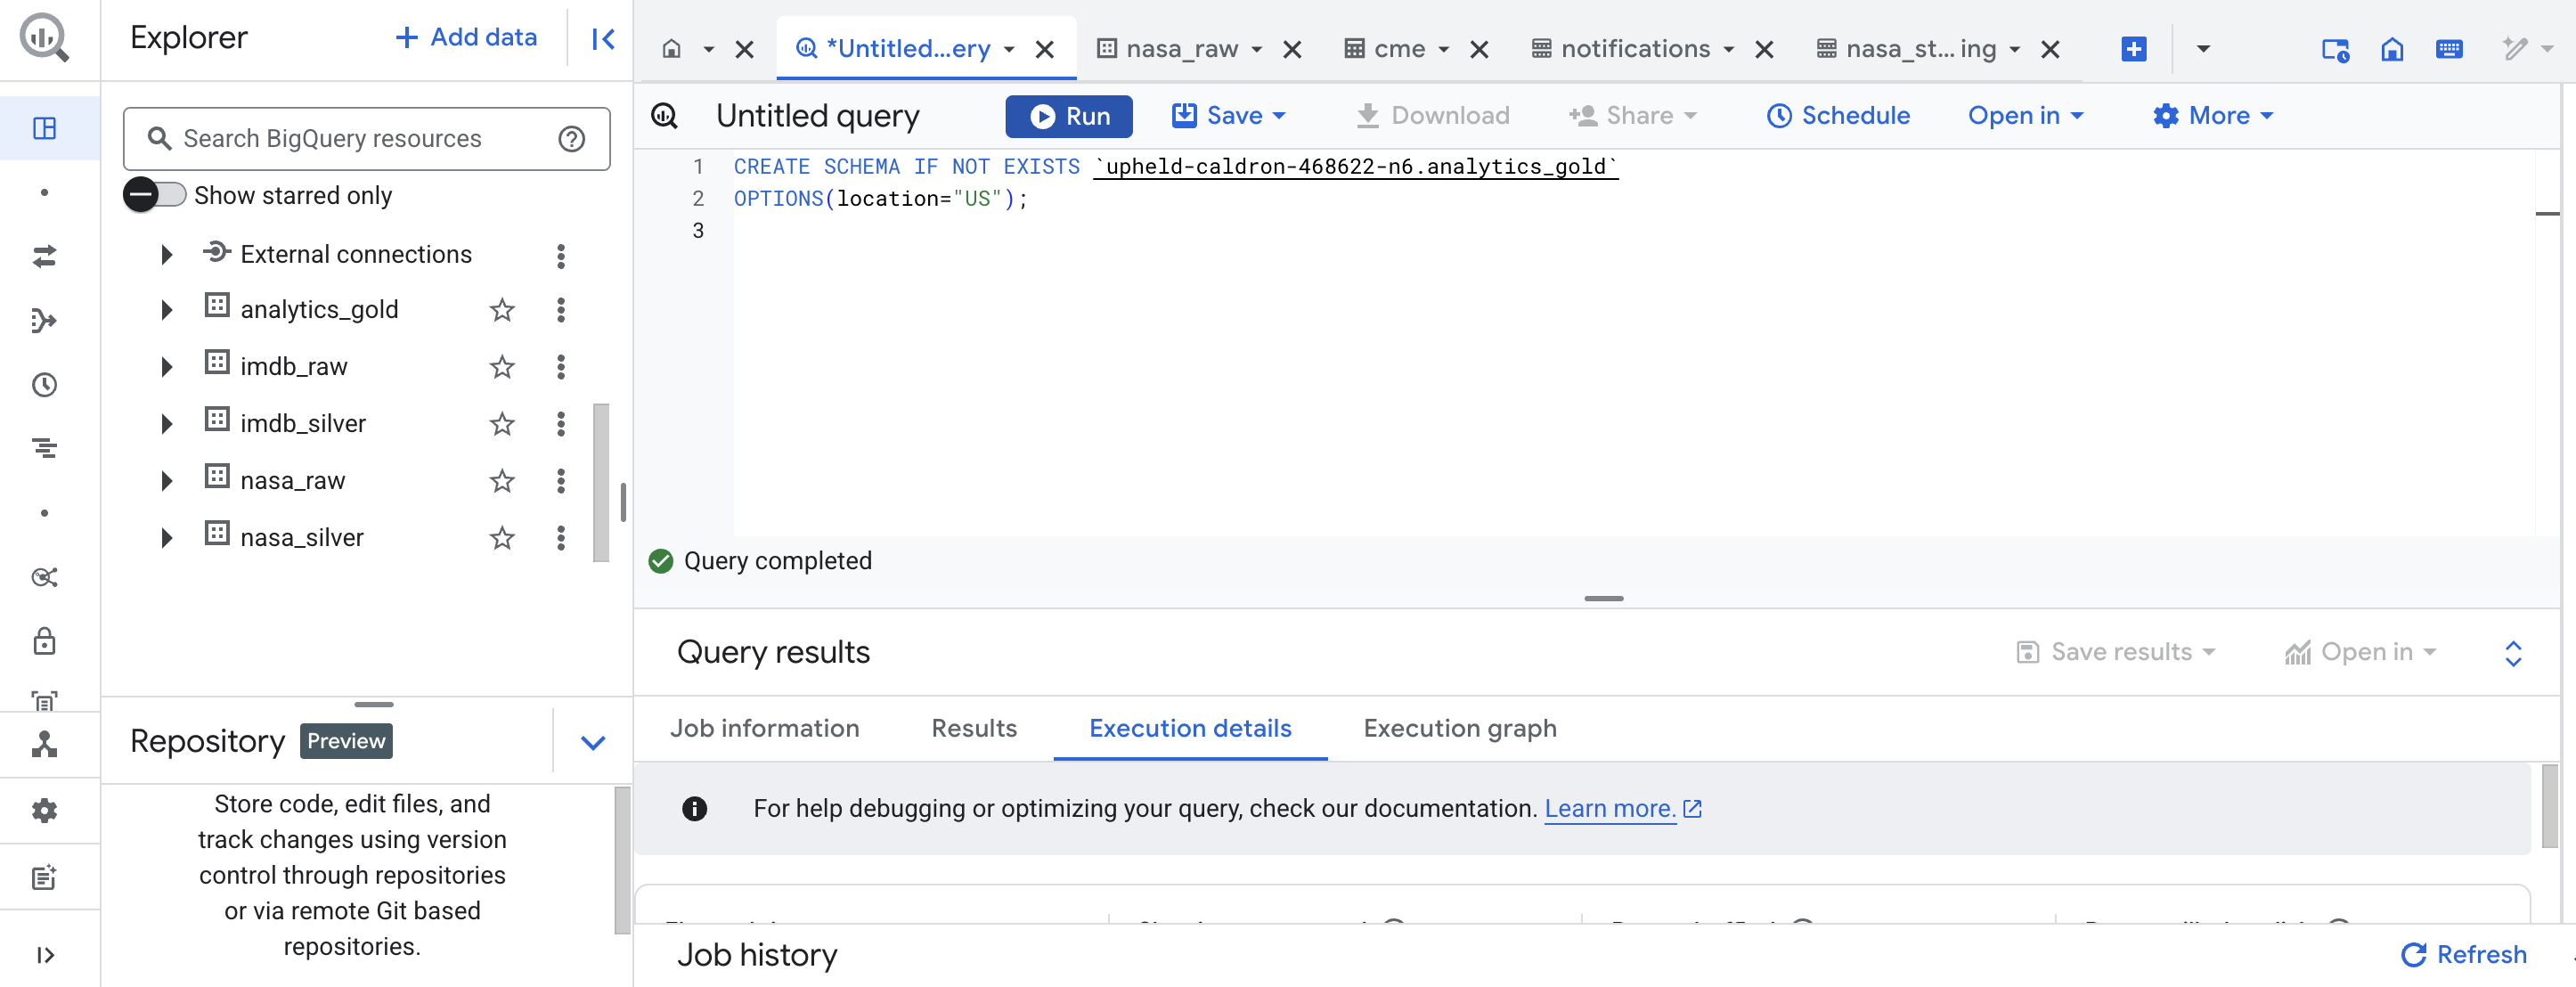 Explorer
+ Add data
*Untitled...ery
nasa_raw
cme
notifications
nasa_st... ing
Search BigQuery resources
Show starred only
External connections
analytics_gold
imdb_raw
imdb_silver
nasa_raw
nasa_silver
Repository Preview
Store code, edit files, and
track changes using version
control through repositories
or via remote Git based
repositories.
Untitled query
Run
Save
Download
Share
Schedule
Open in
More
1 CREATE SCHEMA IF NOT EXISTS `upheld-caldron-468622-n6.analytics_gold`
2 OPTIONS(location="US");
3
Query completed
Query results
Save results
Open in
Job information
Results
Execution details
Execution graph
For help debugging or optimizing your query, check our documentation. Learn more.
Job history
Refresh